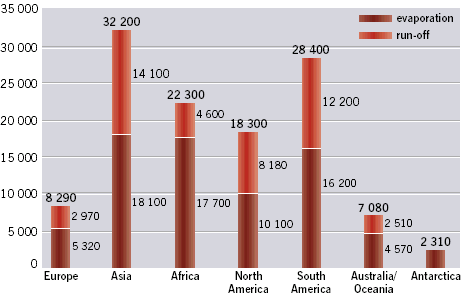 35 000
30 000
25 000
20 000
15 000
10 000
5 000
0
evaporation
run-off
8 290
2 970
5 320
32 200
14 100
18 100
22 300
4 600
17 700
18 300
8 180
10 100
28 400
12 200
16 200
7 080
2 510
4 570
2 310
Europe
Asia
Africa
North
America
South
America
Australia/
Oceania
Antarctica